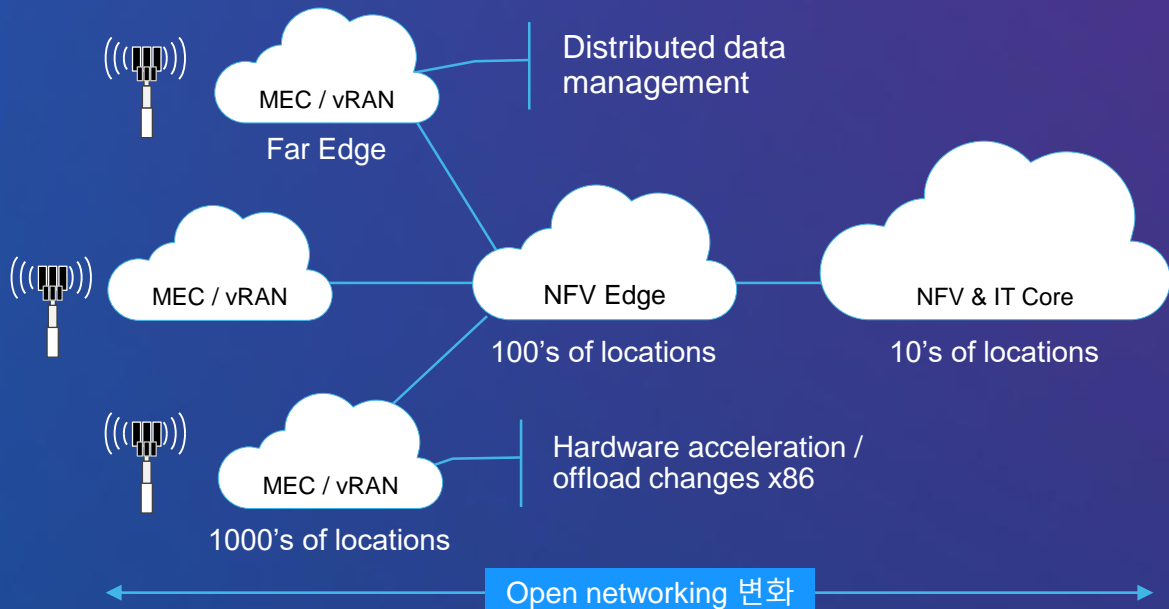 Distributed data
management
MEC / vRAN
Far Edge
MEC / vRAN
NFV Edge
NFV & IT Core
100’s of locations
10’s of locations
Hardware acceleration /
offload changes x86
MEC / vRAN
1000’s of locations
Open networking 변화